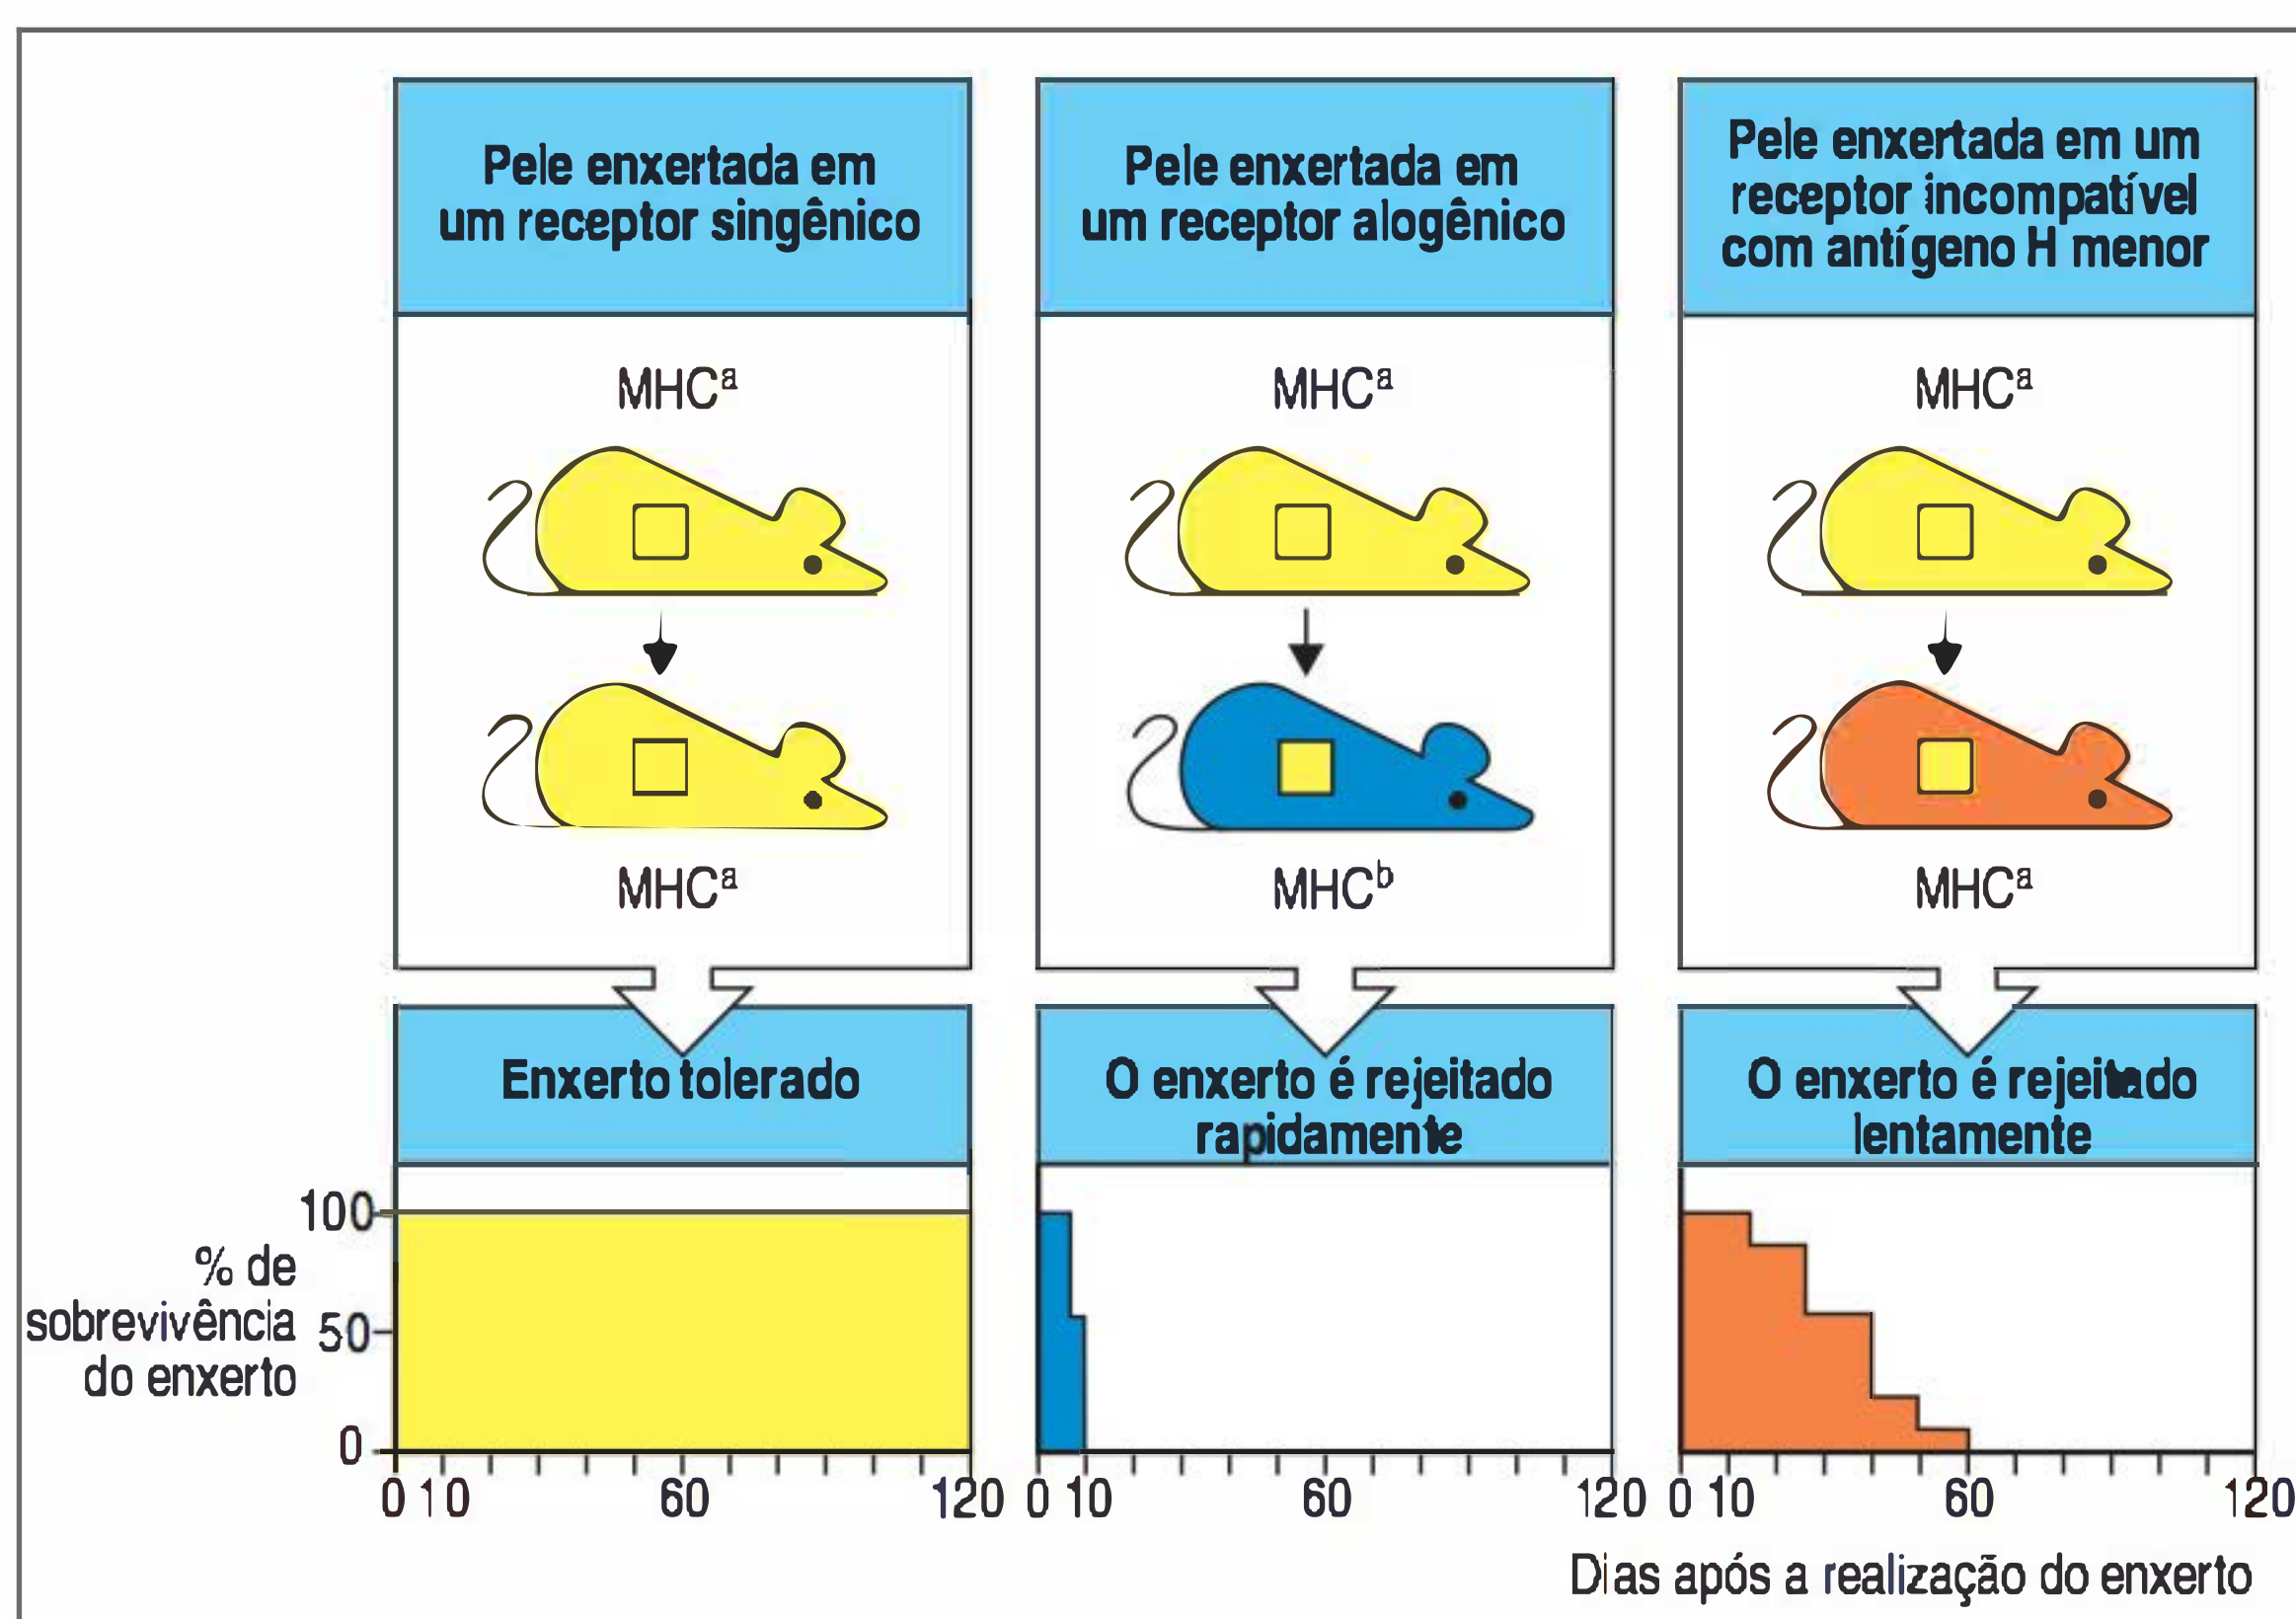 Pele enxertada em
um receptor singênico
MHCa
MHCa
Enxerto tolerado
Pele enxertada em
um receptor alogênico
MHCa
MHCb
O enxerto é rejeitado
rapidamente
Pele enxertada em um
receptor incompatível
com antígeno H menor
MHCa
MHCa
O enxerto é rejeitado
lentamente
% de
sobrevivência
do enxerto
100
50
0
0 10 60 120
0 10 60 120
0 10 60 120
Dias após a realização do enxerto